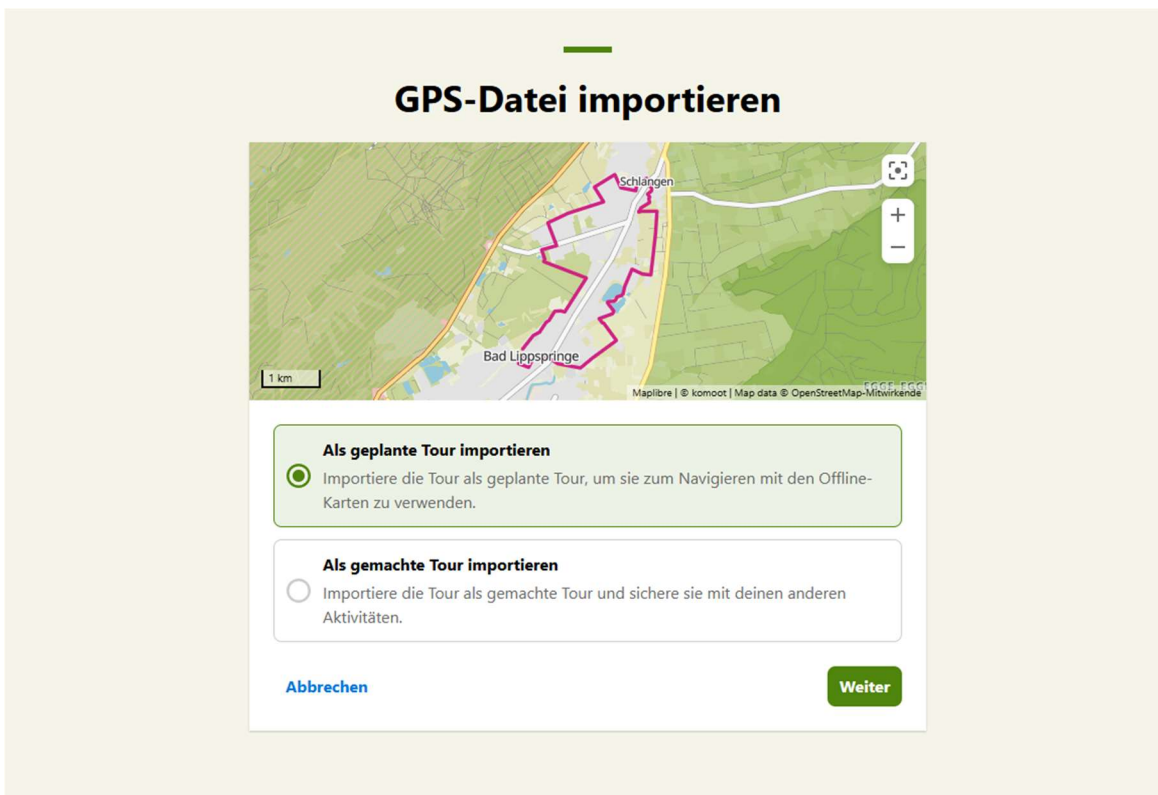 GPS-Datei importieren
Schlangen
+
−
Bad Lippspringe
1 km
EGGE EGG
Maplibre | © komoot | Map data © OpenStreetMap-Mitwirkende
Als geplante Tour importieren
Importiere die Tour als geplante Tour, um sie zum Navigieren mit den Offline-
Karten zu verwenden.
Als gemachte Tour importieren
Importiere die Tour als gemachte Tour und sichere sie mit deinen anderen
Aktivitäten.
Abbrechen
Weiter